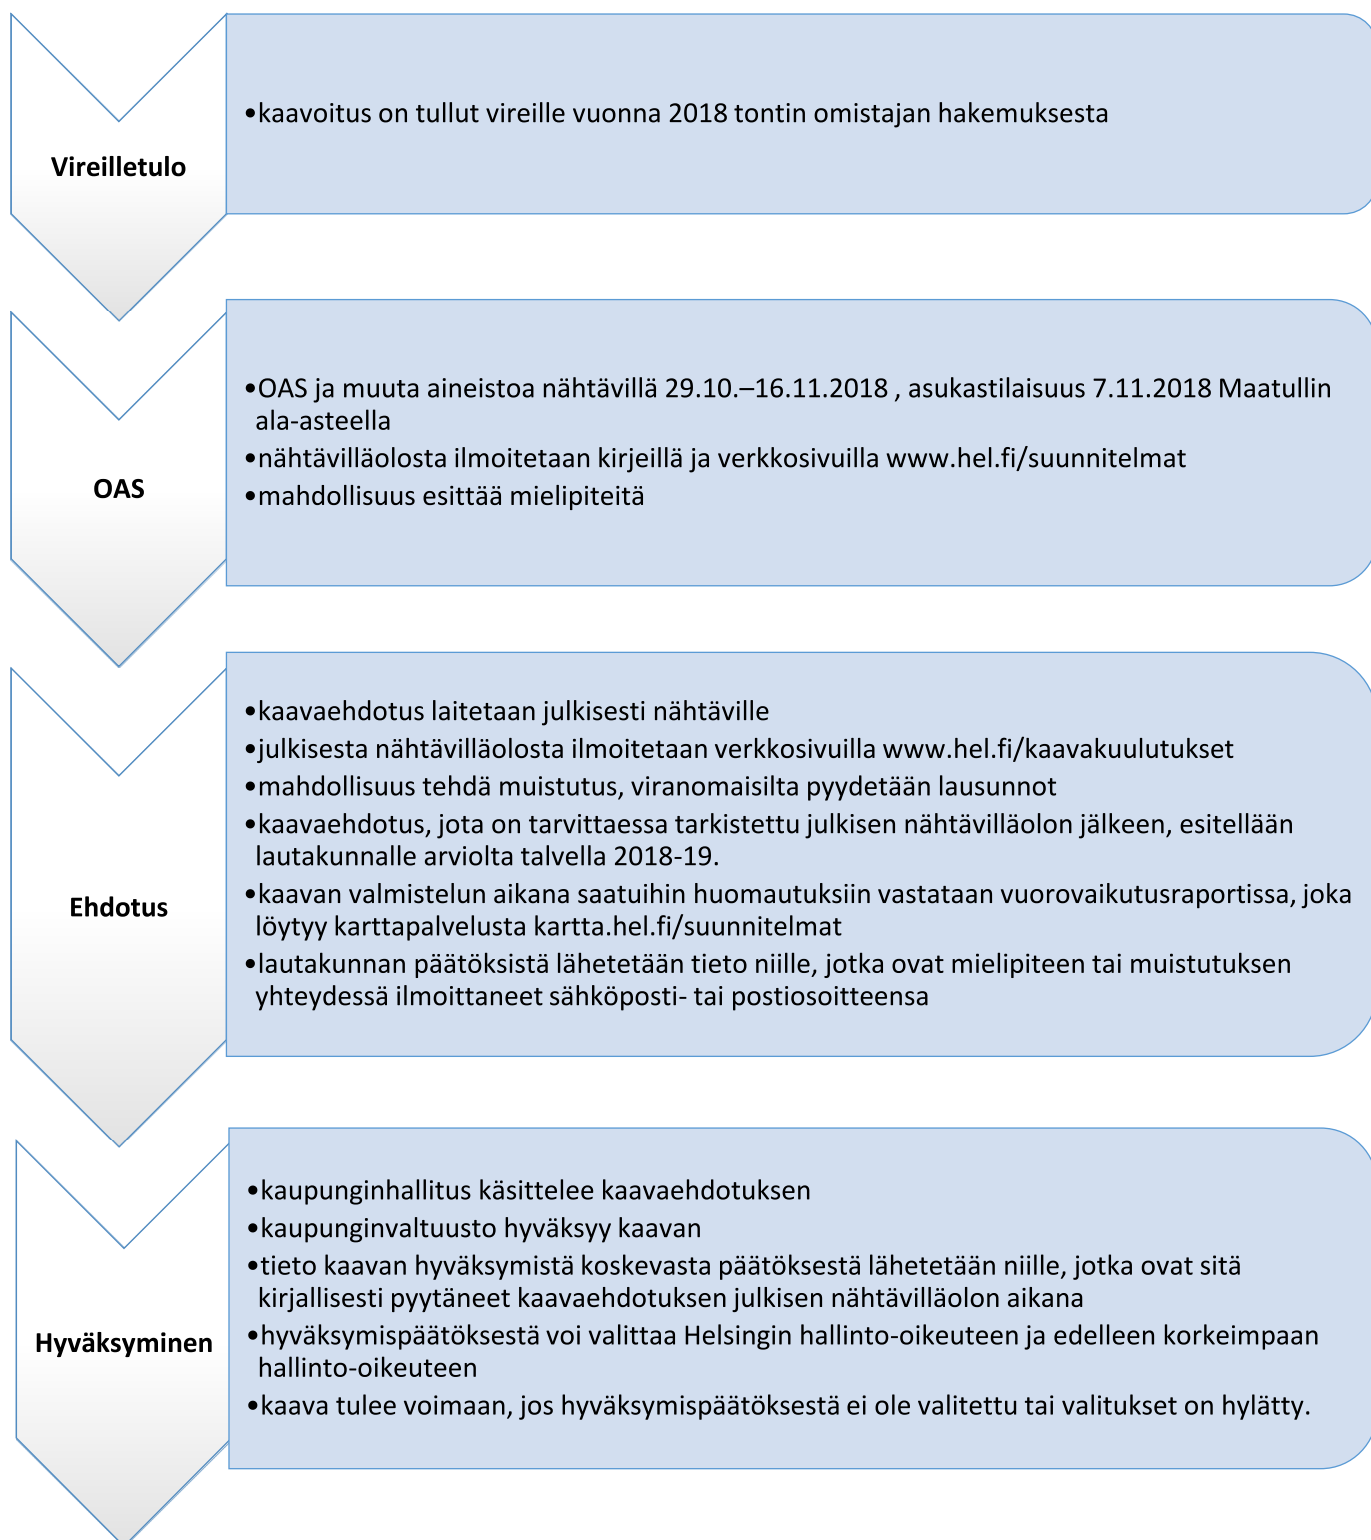 Vireilletulo
•kaavoitus on tullut vireille vuonna 2018 tontin omistajan hakemuksesta
OAS
•OAS ja muuta aineistoa nähtävillä 29.10.–16.11.2018 , asukastilaisuus 7.11.2018 Maatullin
ala-asteella
•nähtävilläolosta ilmoitetaan kirjeillä ja verkkosivuilla www.hel.fi/suunnitelmat
•mahdollisuus esittää mielipiteitä
Ehdotus
•kaavaehdotus laitetaan julkisesti nähtäville
•julkisesta nähtävilläolosta ilmoitetaan verkkosivuilla www.hel.fi/kaavakuulutukset
•mahdollisuus tehdä muistutus, viranomaisilta pyydetään lausunnot
•kaavaehdotus, jota on tarvittaessa tarkistettu julkisen nähtävilläolon jälkeen, esitellään
lautakunnalle arviolta talvella 2018-19.
•kaavan valmistelun aikana saatuihin huomautuksiin vastataan vuorovaikutusraportissa, joka
löytyy karttapalvelusta kartta.hel.fi/suunnitelmat
•lautakunnan päätöksistä lähetetään tieto niille, jotka ovat mielipiteen tai muistutuksen
yhteydessä ilmoittaneet sähköposti- tai postiosoitteensa
Hyväksyminen
•kaupunginhallitus käsittelee kaavaehdotuksen
•kaupunginvaltuusto hyväksyy kaavan
•tieto kaavan hyväksymistä koskevasta päätöksestä lähetetään niille, jotka ovat sitä
kirjallisesti pyytäneet kaavaehdotuksen julkisen nähtävilläolon aikana
•hyväksymispäätöksestä voi valittaa Helsingin hallinto-oikeuteen ja edelleen korkeimpaan
hallinto-oikeuteen
•kaava tulee voimaan, jos hyväksymispäätöksestä ei ole valitettu tai valitukset on hylätty.